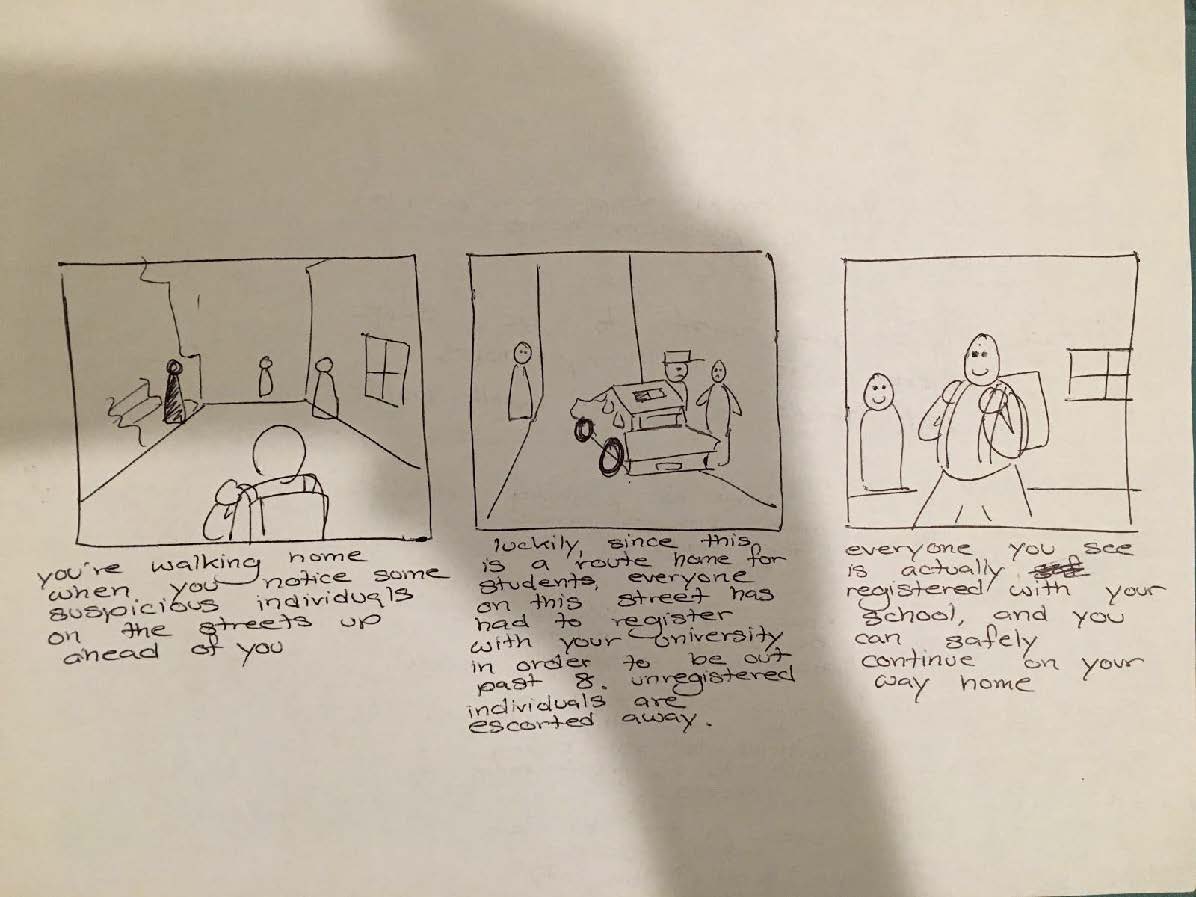 you're walking home
when you notice some
suspicious individuals
on the streets up
ahead of you
luckily, since this
is a route home for
students, everyone
on this street has
had to register
with your university
in order to be out
past 8. unregistered
individuals are
escorted away.
everyone you see
is actually
registered with your
school, and you
can safely
continue on your
way home